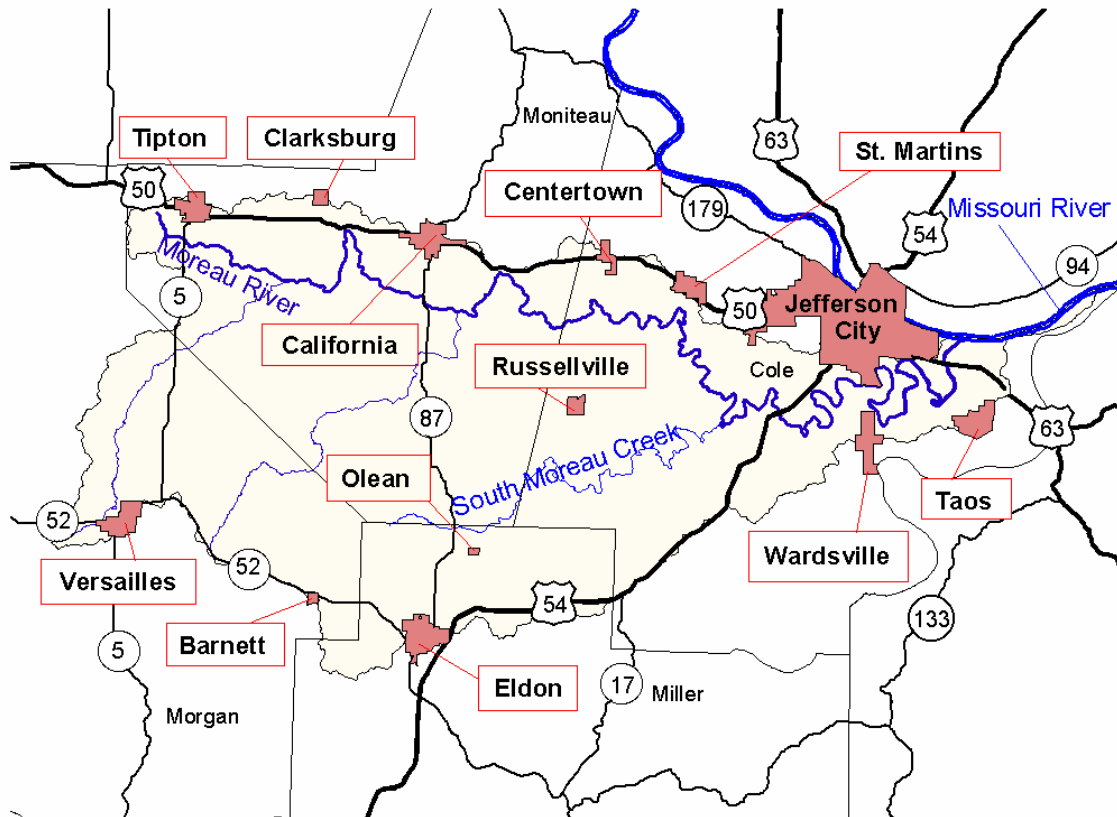 Moniteau
Tipton
Clarksburg
63
St. Martins
50
Centertown
179
Missouri River
54
94
Moreau River
5
Jefferson
City
50
California
Russellville
Cole
87
63
Olean
South Moreau Creek
Taos
52
Wardsville
Versailles
52
54
133
Barnett
5
Eldon
17
Miller
Morgan